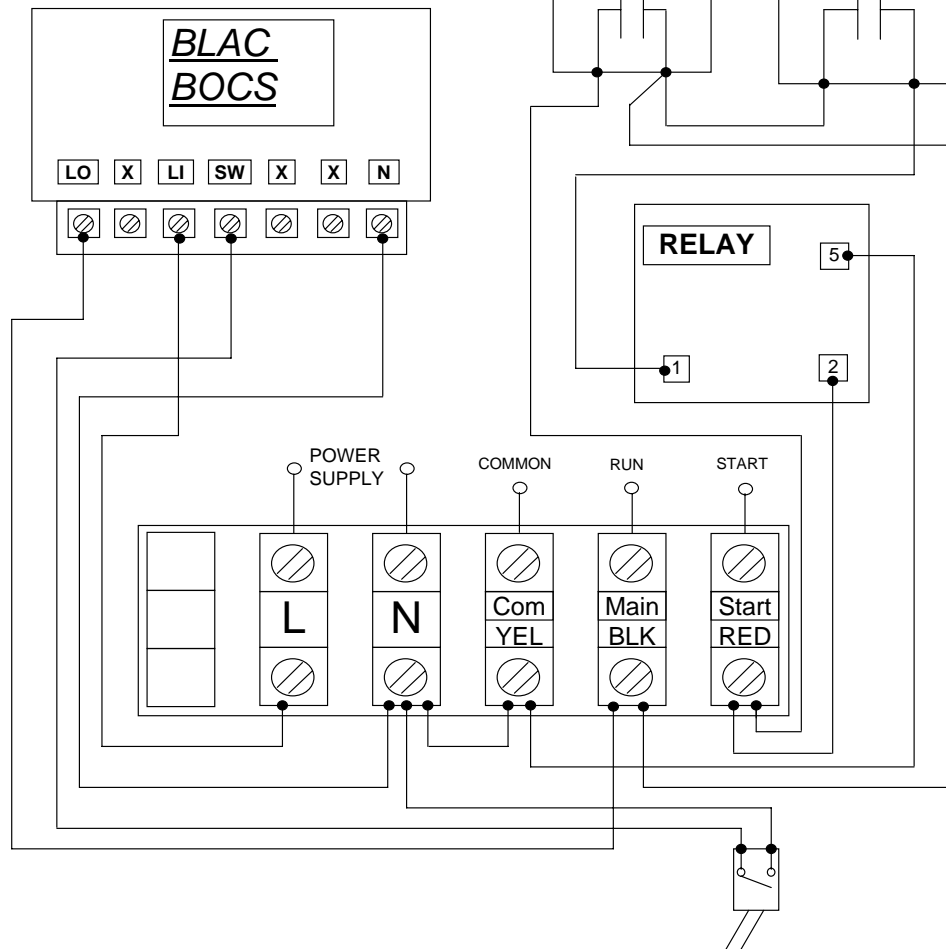 BLAC
BOCS
LO X LI SW X X N
RELAY
5
1
2
POWER
SUPPLY
COMMON
RUN
START
L
N
Com
YEL
Main
BLK
Start
RED